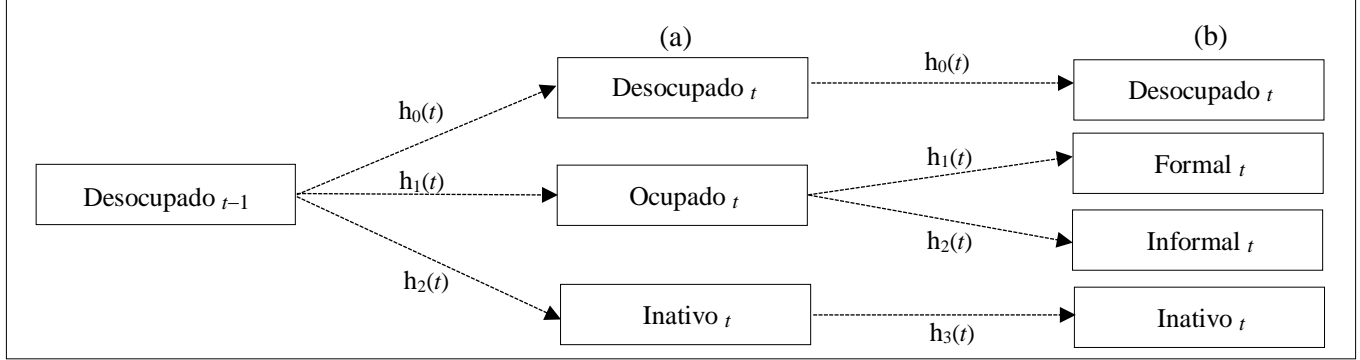 (a)
(b)
h₀(t)
Desocupado t
Desocupado t
h₀(t)
h₁(t)
Formal t
Desocupado t–1
h₁(t)
Ocupado t
h₂(t)
Informal t
h₂(t)
Inativo t
h₃(t)
Inativo t